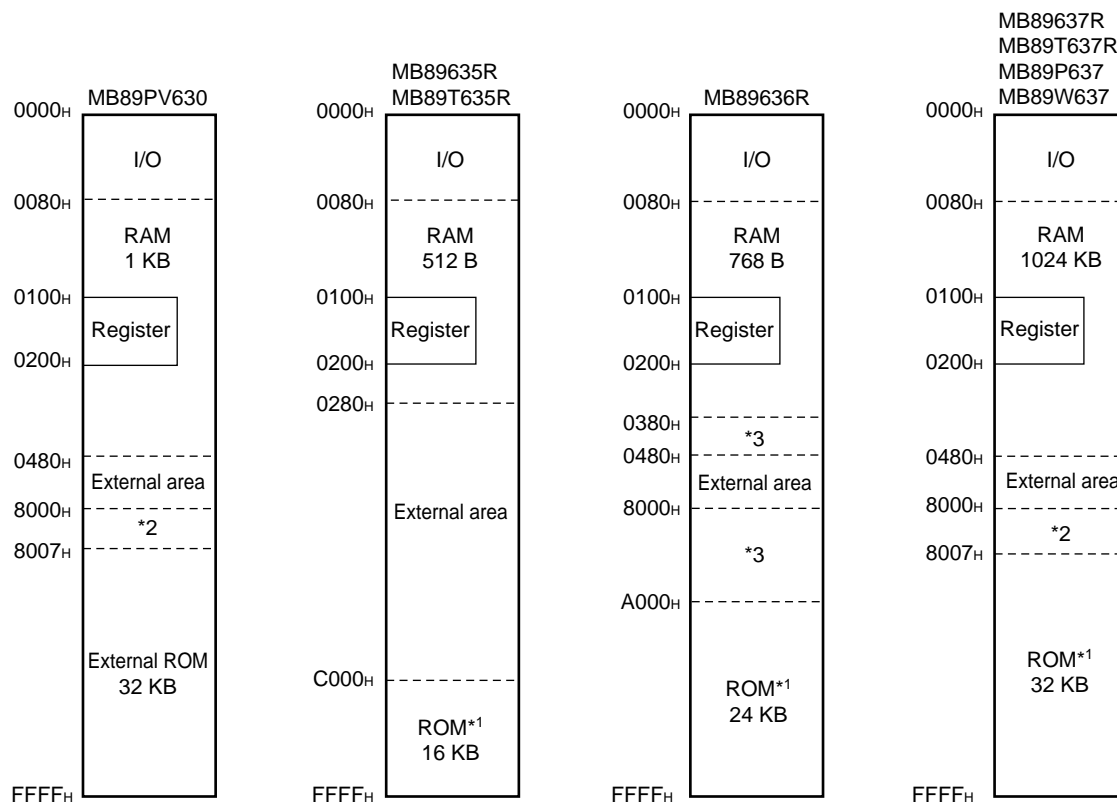 MB89PV630
0000H
I/O
0080H
RAM
1 KB
0100H
Register
0200H
0480H
External area
8000H
*2
8007H
External ROM
32 KB
FFFFH
MB89635R
MB89T635R
0000H
I/O
0080H
RAM
512 B
0100H
Register
0200H
0280H
External area
C000H
ROM*1
16 KB
FFFFH
MB89636R
0000H
I/O
0080H
RAM
768 B
0100H
Register
0200H
0380H
*3
0480H
External area
8000H
*3
A000H
ROM*1
24 KB
FFFFH
MB89637R
MB89T637R
MB89P637
MB89W637
0000H
I/O
0080H
RAM
1024 KB
0100H
Register
0200H
0480H
External area
8000H
*2
8007H
ROM*1
32 KB
FFFFH